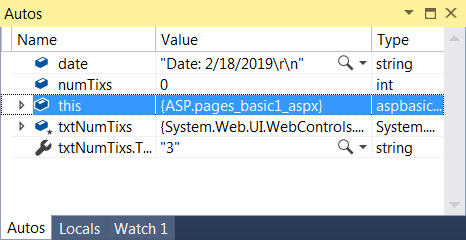 Autos
Name Value Type
date "Date: 2/18/2019\r\n" string
numTixs 0 int
this {ASP.pages_basic1_aspx} aspbasic...
txtNumTixs {System.Web.UI.WebControls.... System....
txtNumTixs.T... "3" string
Autos Locals Watch 1